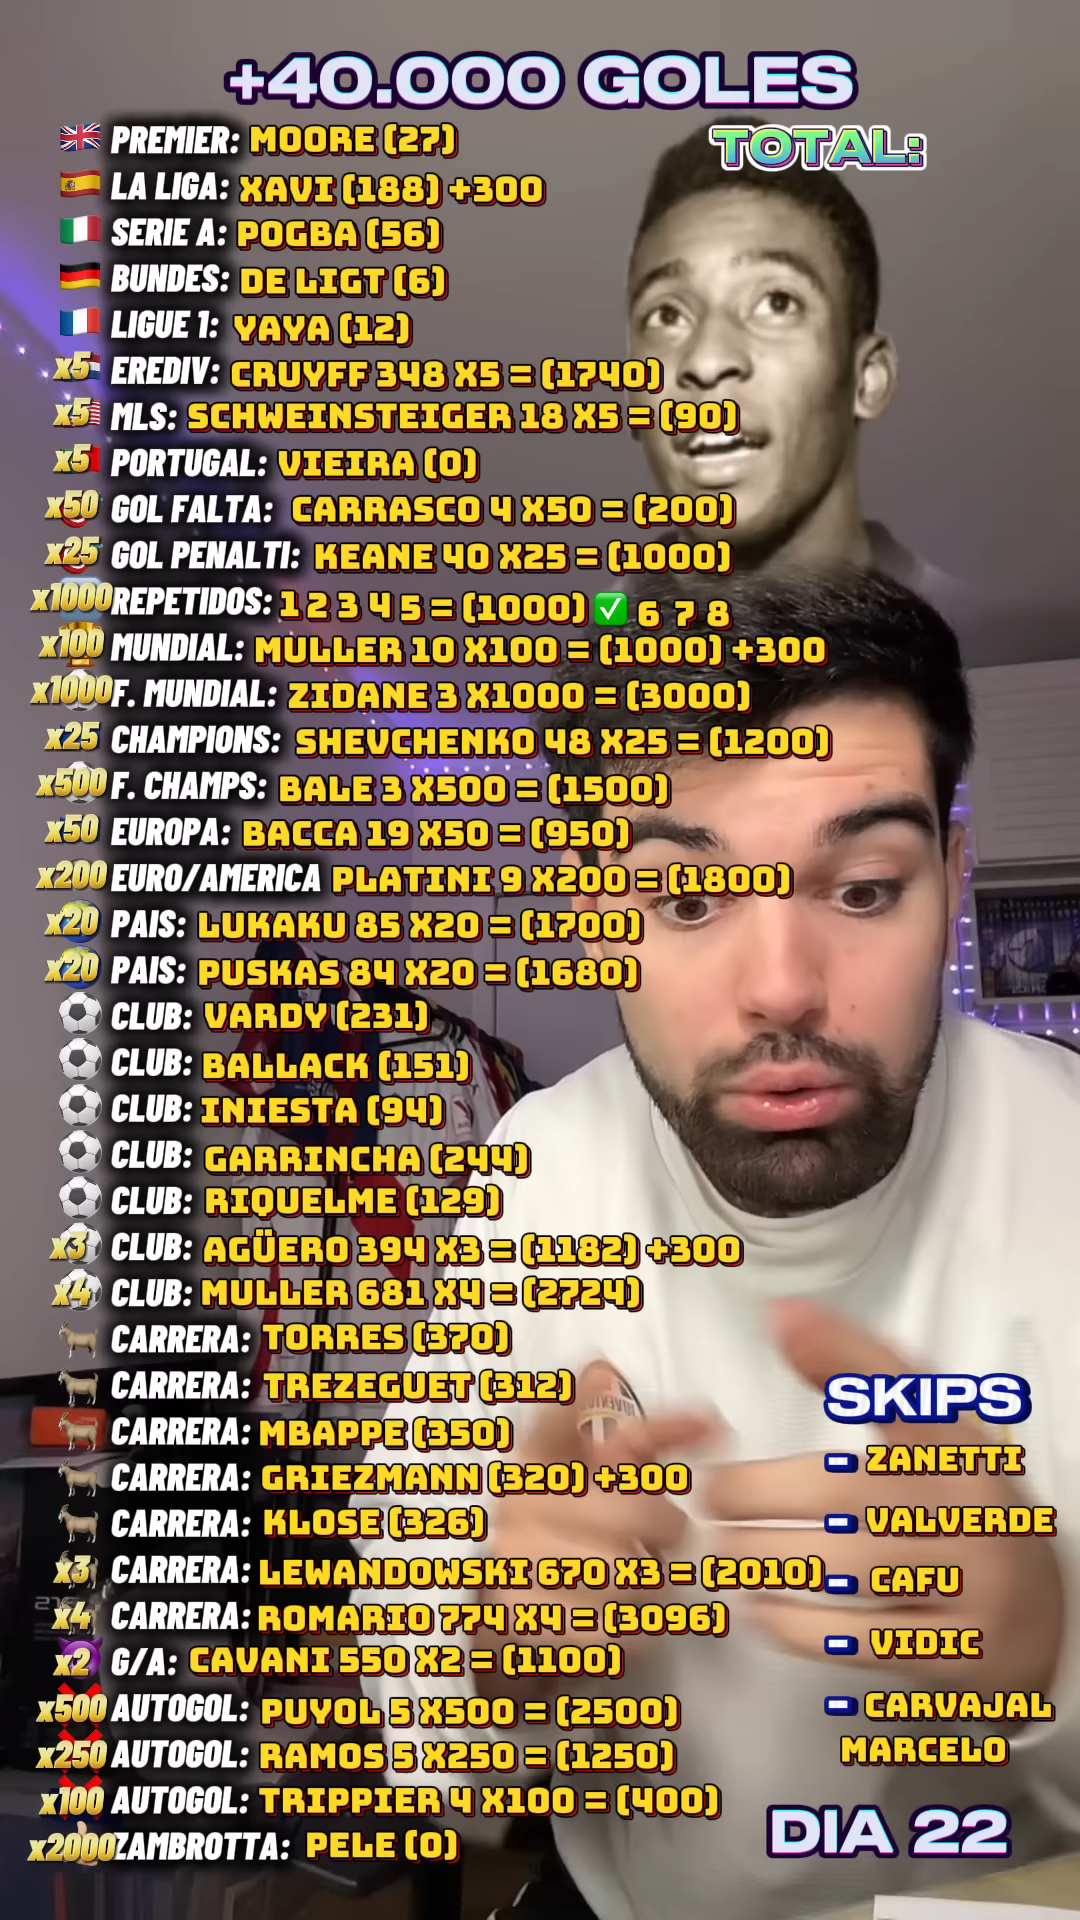 +40.000 GOLES
TOTAL:
PREMIER: MOORE (27)
LA LIGA: XAVI (188) +300
SERIE A: POGBA (56)
BUNDES: DE LIGT (6)
LIGUE 1: YAYA (12)
x5 EREDIV: CRUYFF 348 X5 = (1740)
x5 MLS: SCHWEINSTEIGER 18 X5 = (90)
x5 PORTUGAL: VIEIRA (0)
x50 GOL FALTA: CARRASCO 4 X50 = (200)
x25 GOL PENALTI: KEANE 40 X25 = (1000)
x1000 REPETIDOS: 1 2 3 4 5 = (1000) ✅ 6 7 8
x100 MUNDIAL: MULLER 10 X100 = (1000) +300
x1000 F. MUNDIAL: ZIDANE 3 X1000 = (3000)
x25 CHAMPIONS: SHEVCHENKO 48 X25 = (1200)
x500 F. CHAMPS: BALE 3 X500 = (1500)
x50 EUROPA: BACCA 19 X50 = (950)
x200 EURO/AMERICA PLATINI 9 X200 = (1800)
x20 PAIS: LUKAKU 85 X20 = (1700)
x20 PAIS: PUSKAS 84 X20 = (1680)
CLUB: VARDY (231)
CLUB: BALLACK (151)
CLUB: INIESTA (94)
CLUB: GARRINCHA (244)
CLUB: RIQUELME (129)
x3 CLUB: AGÜERO 394 X3 = (1182) +300
x4 CLUB: MULLER 681 X4 = (2724)
CARRERA: TORRES (370)
CARRERA: TREZEGUET (312)
CARRERA: MBAPPE (350)
CARRERA: GRIEZMANN (320) +300
CARRERA: KLOSE (326)
x3 CARRERA: LEWANDOWSKI 670 X3 = (2010)
x4 CARRERA: ROMARIO 774 X4 = (3096)
x2 G/A: CAVANI 550 X2 = (1100)
x500 AUTOGOL: PUYOL 5 X500 = (2500)
x250 AUTOGOL: RAMOS 5 X250 = (1250)
x100 AUTOGOL: TRIPPIER 4 X100 = (400)
x2000 ZAMBROTTA: PELE (0)
SKIPS
- ZANETTI
- VALVERDE
- CAFU
- VIDIC
- CARVAJAL
MARCELO
DIA 22